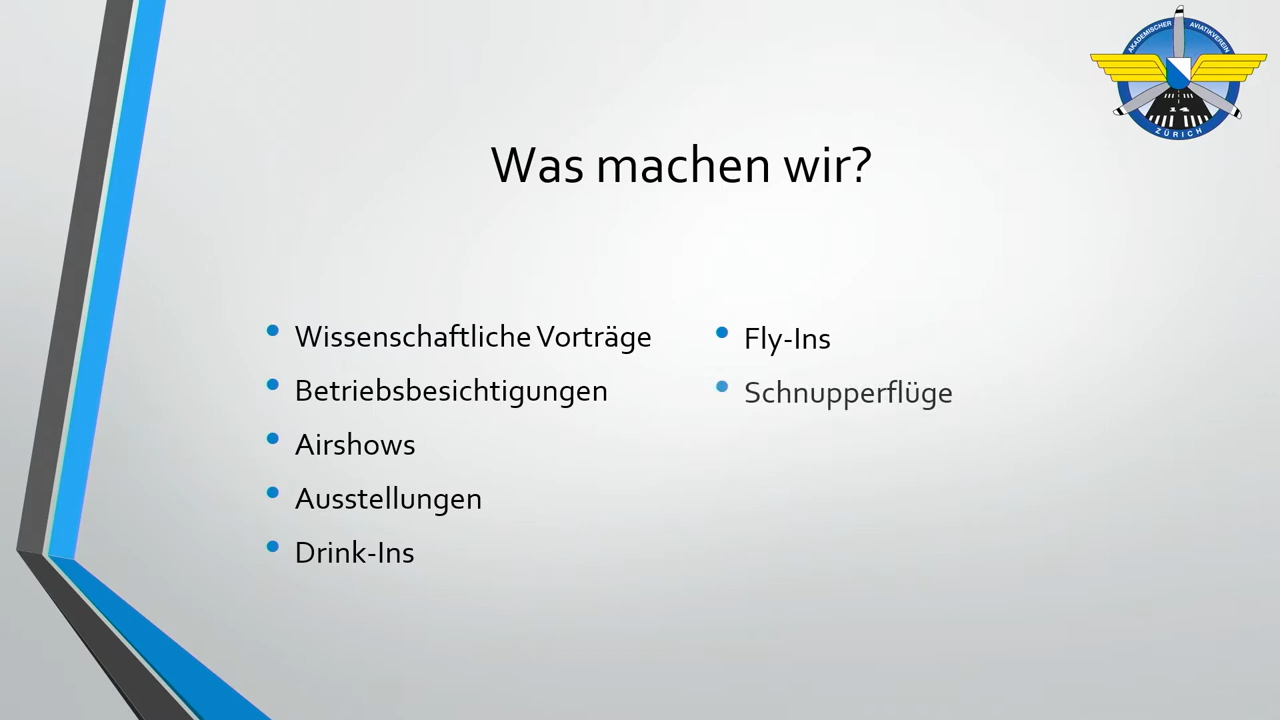 AKADEMISCHER AVIATIKVEREIN
ZÜRICH
Was machen wir?
Wissenschaftliche Vorträge
Betriebsbesichtigungen
Airshows
Ausstellungen
Drink-Ins
Fly-Ins
Schnupperflüge